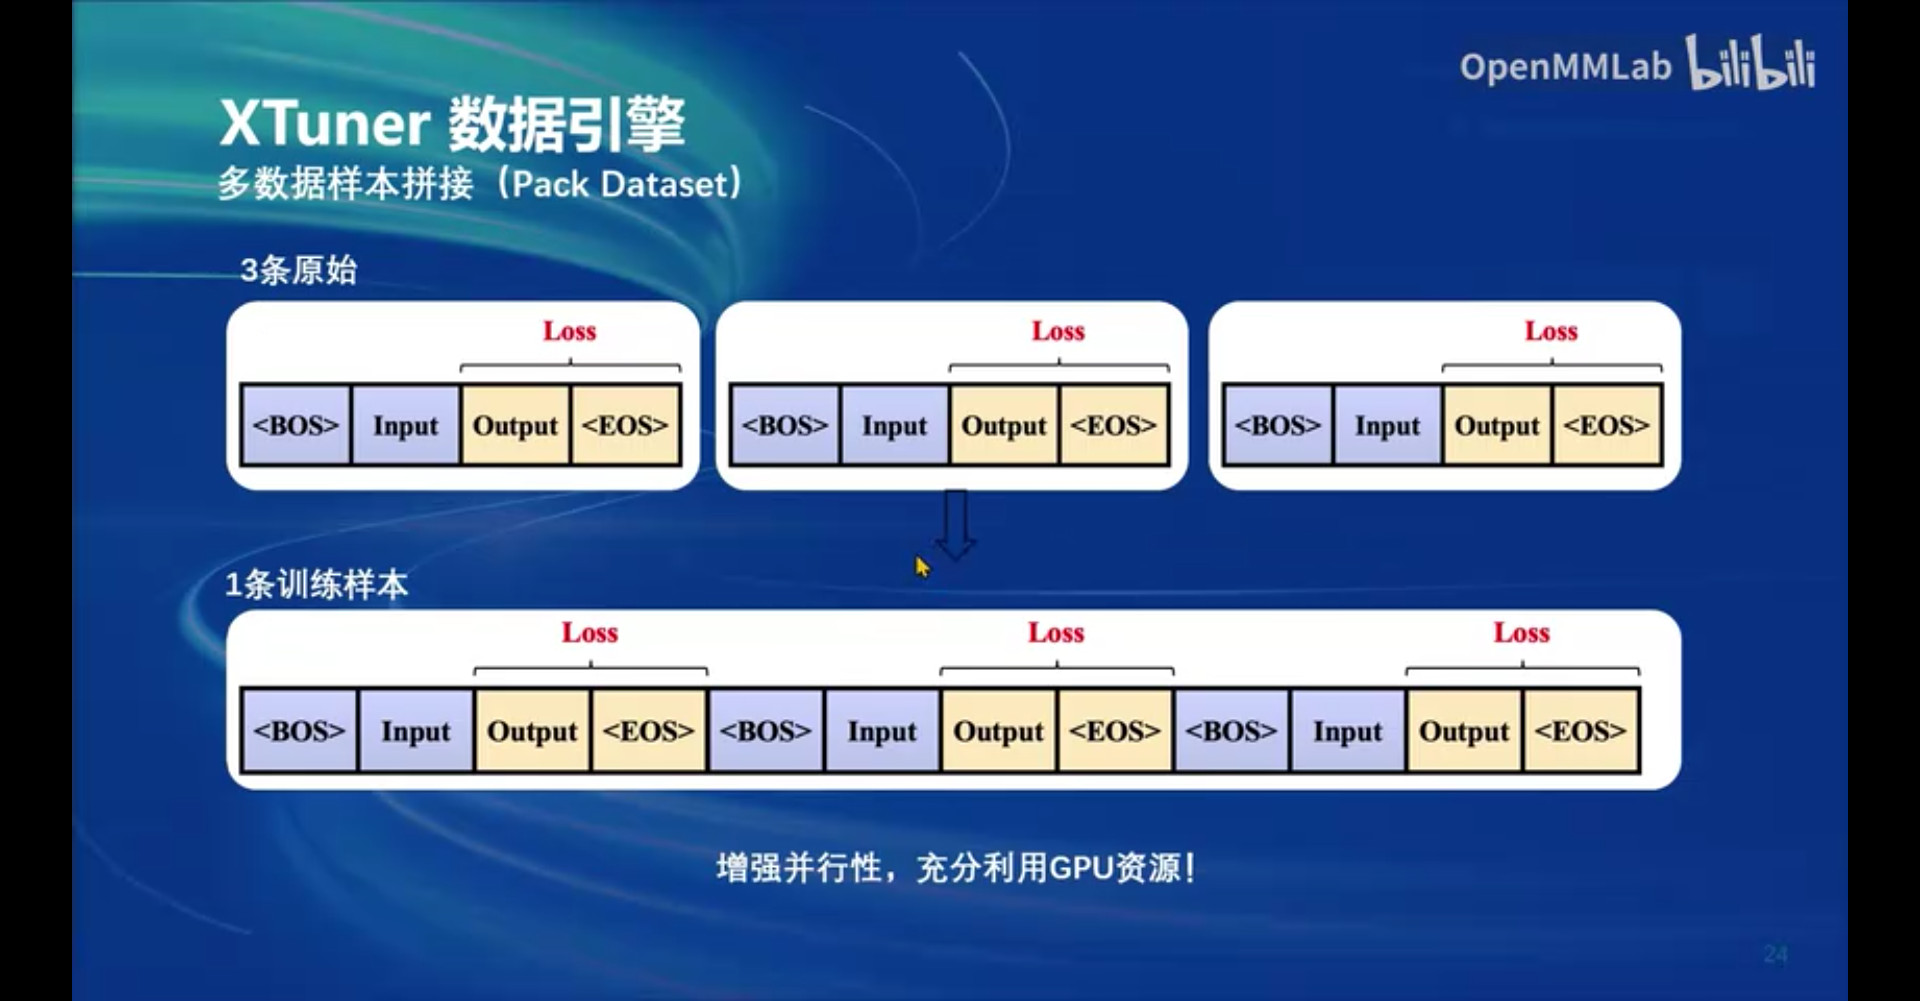 OpenMMLab bilibili
XTuner 数据引擎
多数据样本拼接（Pack Dataset）
3条原始
Loss Loss Loss
<BOS> Input Output <EOS> <BOS> Input Output <EOS> <BOS> Input Output <EOS>
1条训练样本
Loss Loss Loss
<BOS> Input Output <EOS> <BOS> Input Output <EOS> <BOS> Input Output <EOS>
增强并行性，充分利用GPU资源！
24